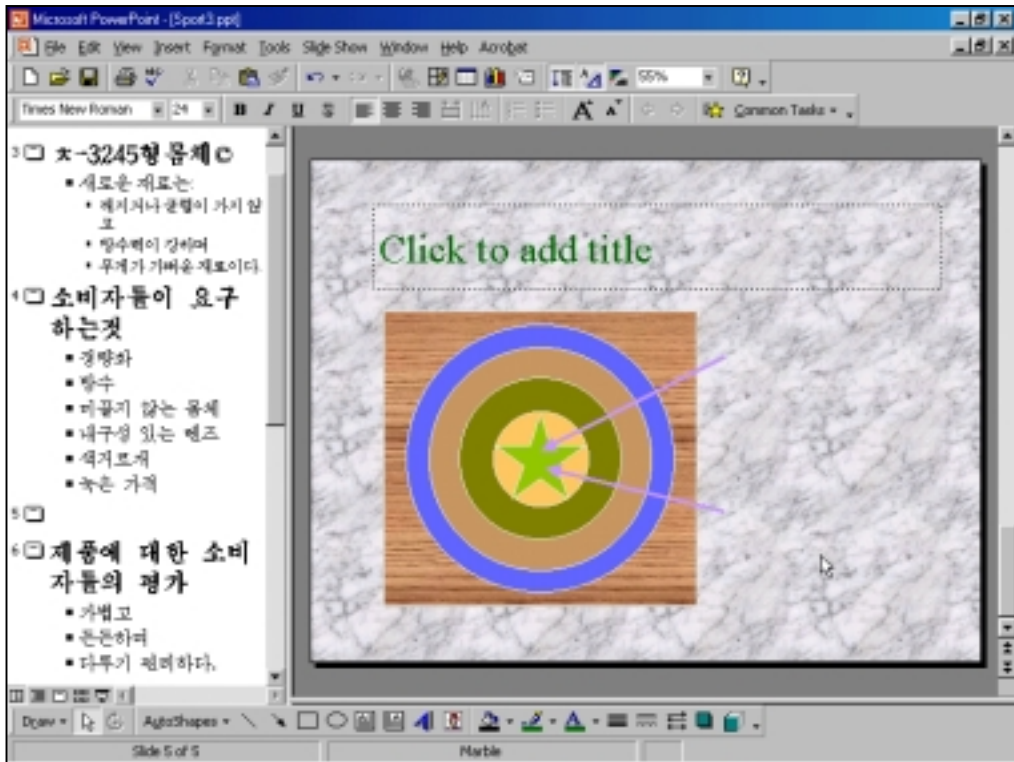 Microsoft PowerPoint - [Sport3.ppt]
File Edit View Insert Format Tools Slide Show Window Help Acrobat
55%
Times New Roman 24 B I U S A A Common Tasks
3 ㅊ-3245형 몸체
새로운 재료는:
깨지거나 균열이 가지 않
고
방수력이 강하며
무게가 가벼운 재료이다.
4 소비자들이 요구
하는것
경량화
방수
미끌지 않는 몸체
내구성 있는 렌즈
색지르개
낮은 가격
5
6 제품에 대한 소비
자들의 평가
가볍고
든든하며
다루기 편리하다.
Click to add title
Draw AutoShapes
Slide 5 of 5 Marble